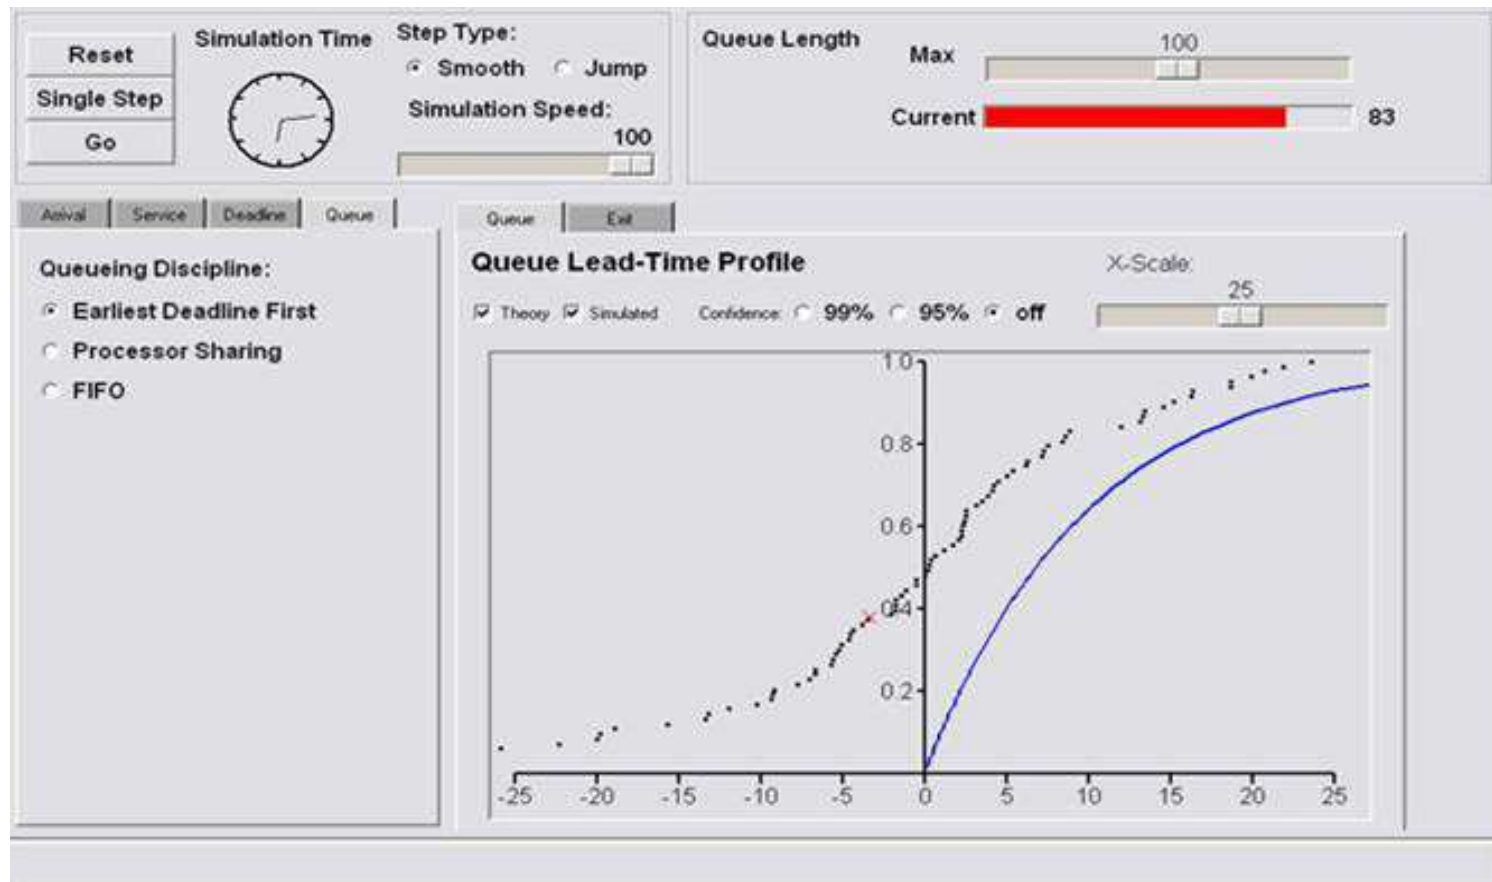 Reset
Single Step
Go
Simulation Time
Step Type:
Smooth Jump
Simulation Speed:
100
Queue Length
Max
100
Current
83
Arrival Service Deadline Queue
Queueing Discipline:
Earliest Deadline First
Processor Sharing
FIFO
Queue Exit
Queue Lead-Time Profile
X-Scale:
25
Theory Simulated Confidence: 99% 95% off
1.0
0.8
0.6
0.4
0.2
-25 -20 -15 -10 -5 0 5 10 15 20 25